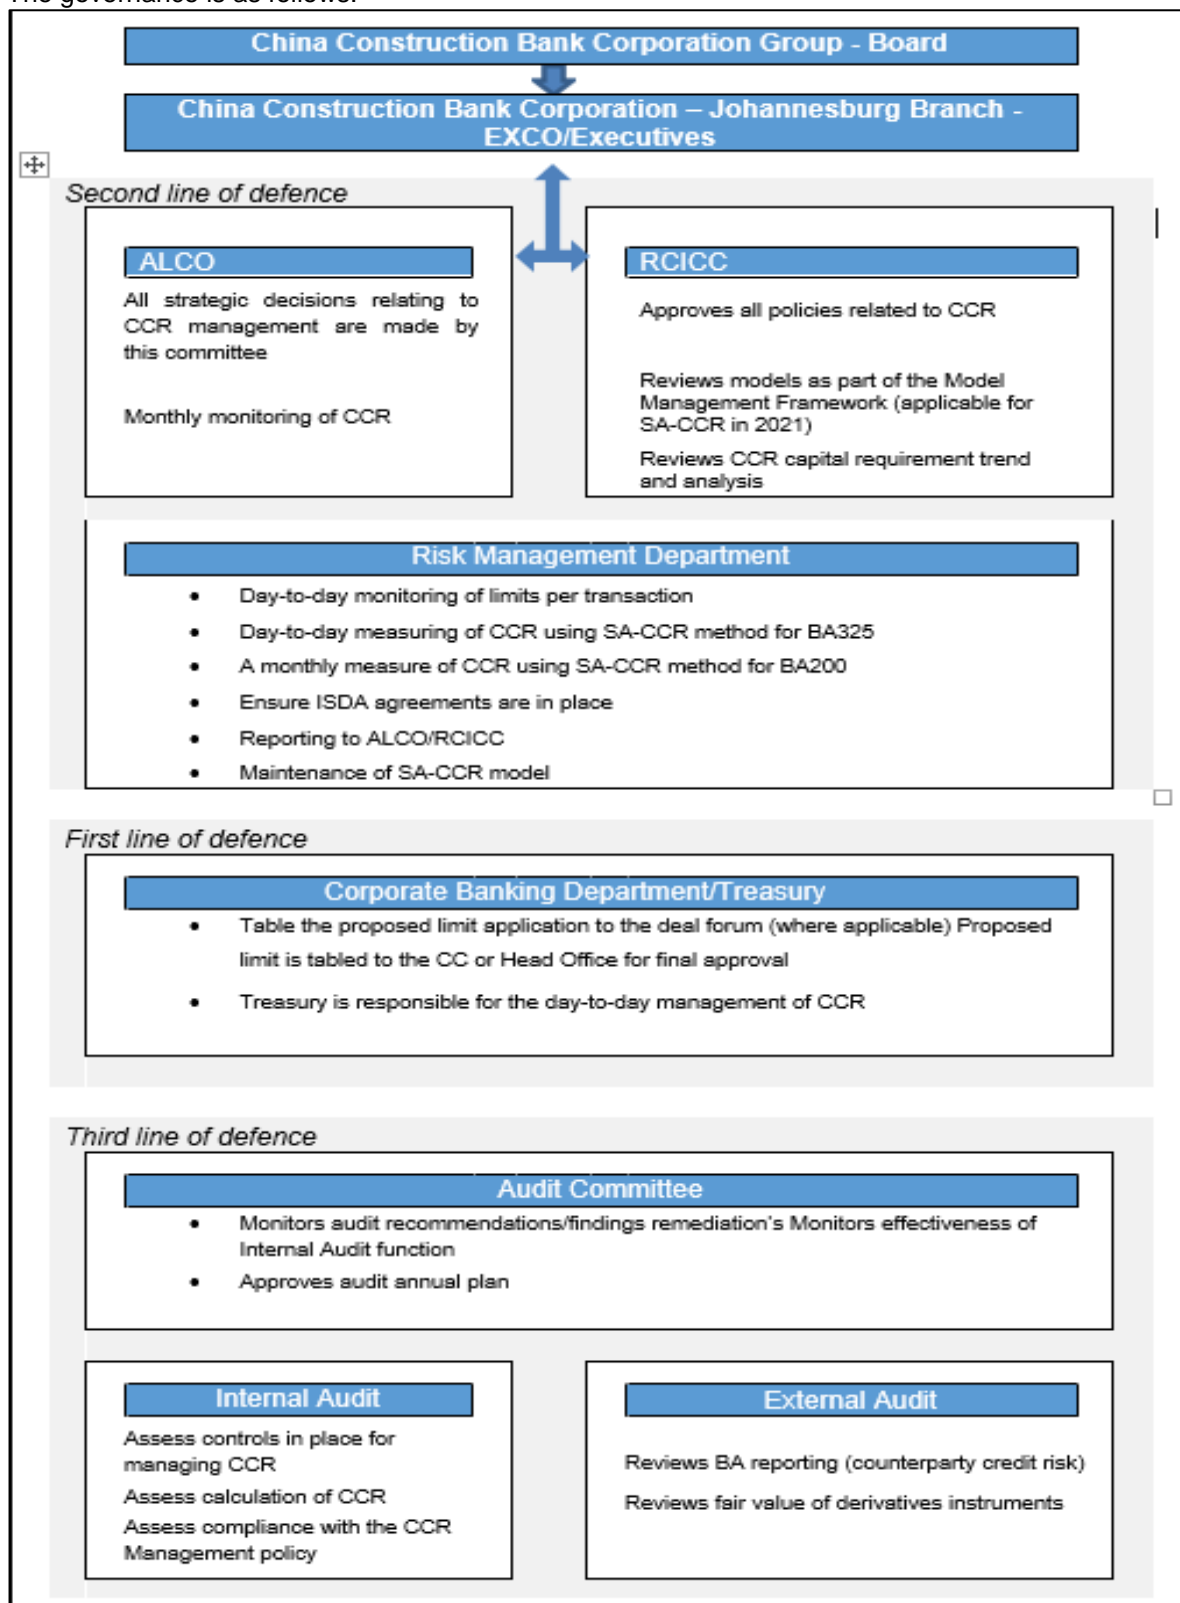 The governance is as follows:
China Construction Bank Corporation Group - Board
China Construction Bank Corporation – Johannesburg Branch -
EXCO/Executives
Second line of defence
ALCO
All strategic decisions relating to
CCR management are made by
this committee
Monthly monitoring of CCR
RCICC
Approves all policies related to CCR
Reviews models as part of the Model
Management Framework (applicable for
SA-CCR in 2021)
Reviews CCR capital requirement trend
and analysis
Risk Management Department
• Day-to-day monitoring of limits per transaction
• Day-to-day measuring of CCR using SA-CCR method for BA325
• A monthly measure of CCR using SA-CCR method for BA200
• Ensure ISDA agreements are in place
• Reporting to ALCO/RCICC
• Maintenance of SA-CCR model
First line of defence
Corporate Banking Department/Treasury
• Table the proposed limit application to the deal forum (where applicable) Proposed
limit is tabled to the CC or Head Office for final approval
• Treasury is responsible for the day-to-day management of CCR
Third line of defence
Audit Committee
• Monitors audit recommendations/findings remediation's Monitors effectiveness of
Internal Audit function
• Approves audit annual plan
Internal Audit
Assess controls in place for
managing CCR
Assess calculation of CCR
Assess compliance with the CCR
Management policy
External Audit
Reviews BA reporting (counterparty credit risk)
Reviews fair value of derivatives instruments